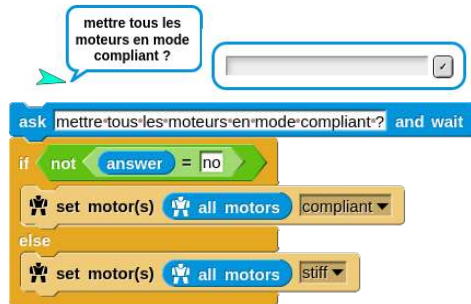 mettre tous les
moteurs en mode
compliant ?
✓
ask mettre tous les moteurs en mode compliant ? and wait
if not answer = no
set motor(s) all motors compliant
else
set motor(s) all motors stiff